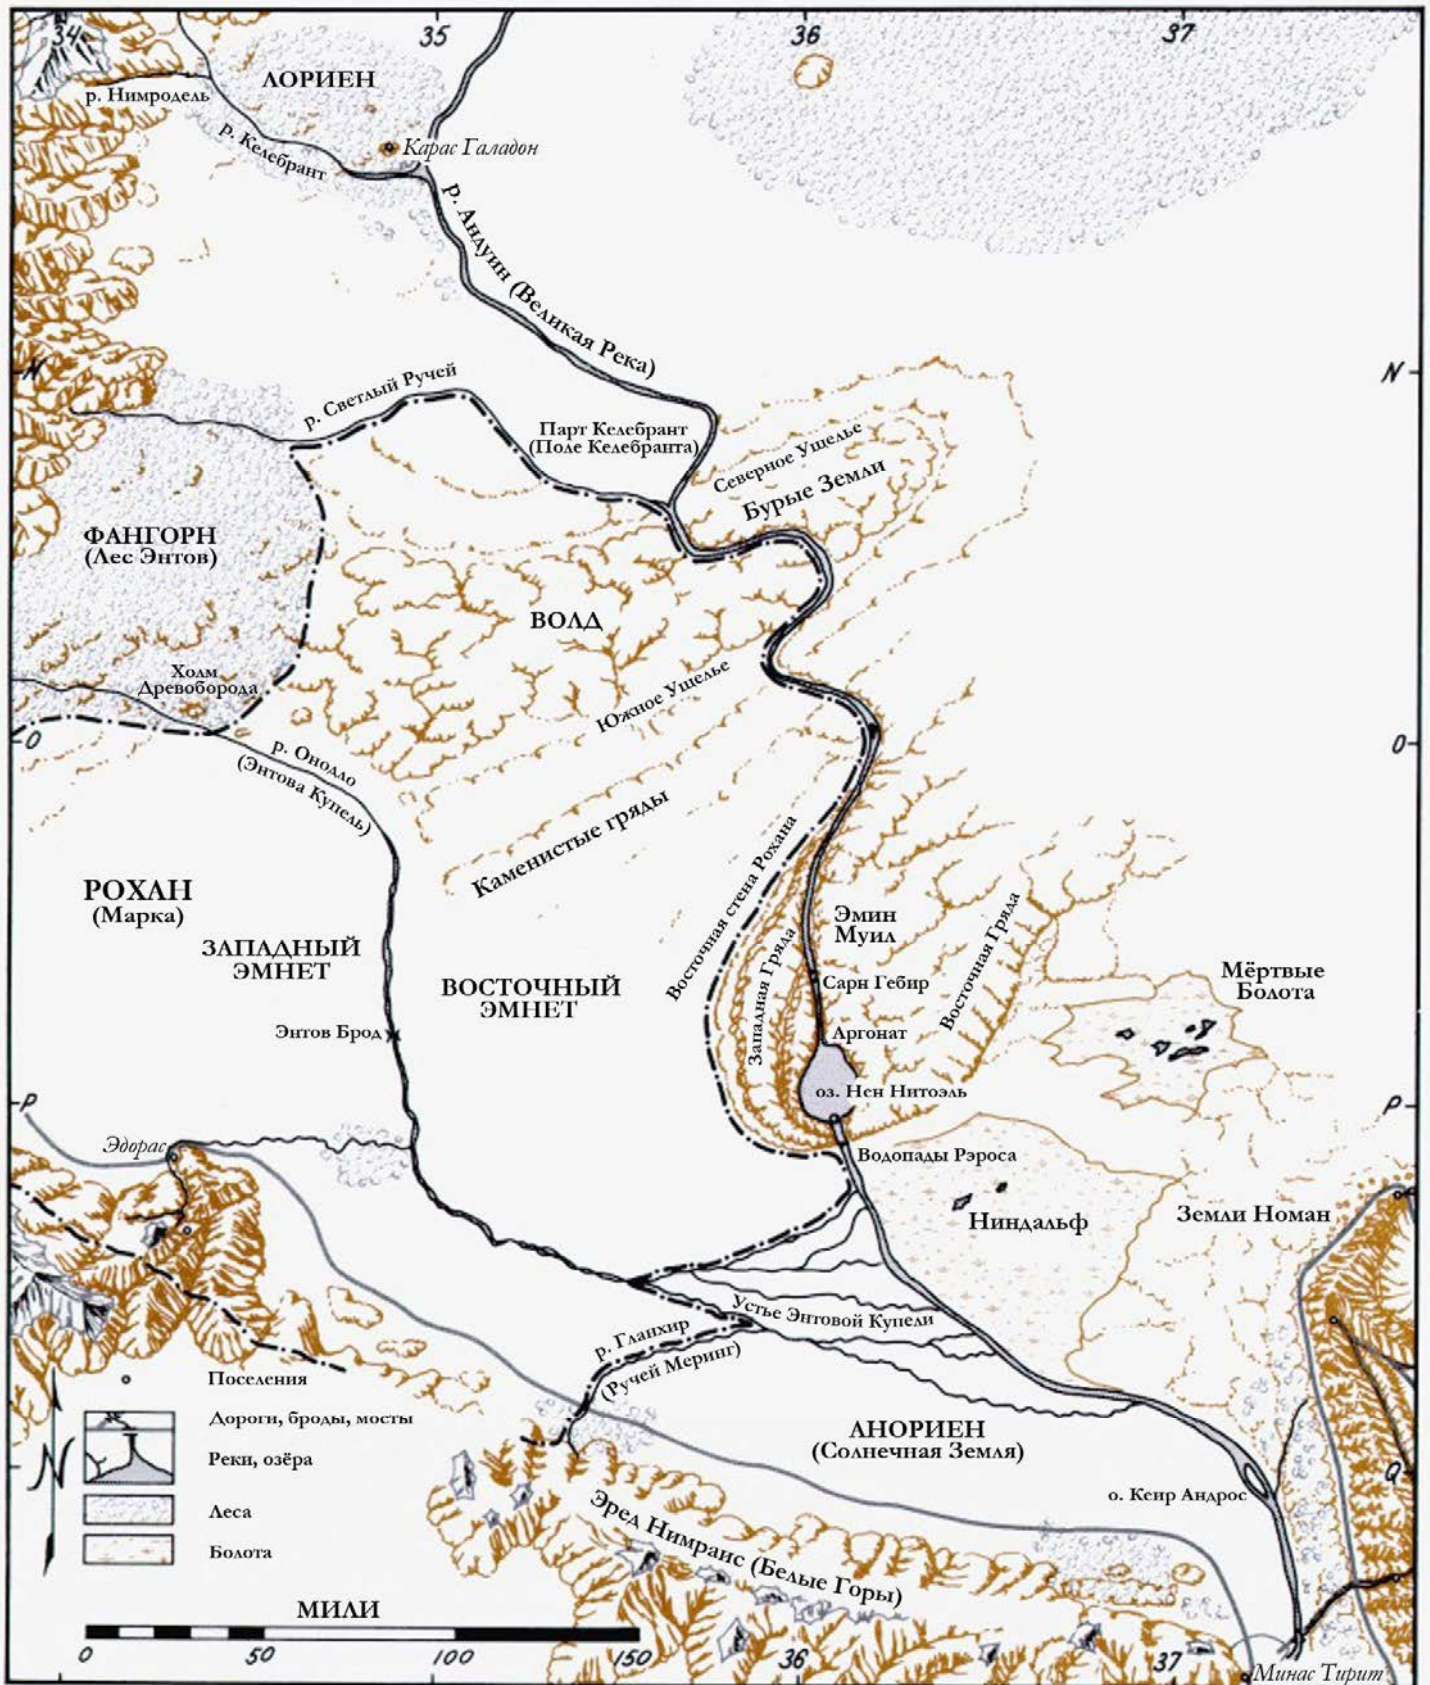 34
35
36
37
ЛОРИЕН
р. Нимродель
р. Келебрант
Карас Галадон
р. Андуин (Великая Река)
N
N
р. Светлый Ручей
Парт Келебрант
(Поле Келебранта)
Северное Ущелье
Бурые Земли
ФАНГОРН
(Лес Энтов)
ВОЛД
Холм
Древоборода
Южное Ущелье
O
O
р. Онодло
(Энтова Купель)
Каменистые гряды
Восточная стена Рохана
РОХАН
(Марка)
ЗАПАДНЫЙ
ЭМНЕТ
ВОСТОЧНЫЙ
ЭМНЕТ
Западная Гряда
Эмин
Муил
Сарн Гебир
Восточная Гряда
Мёртвые
Болота
Энтов Брод
Аргонат
оз. Нен Нитоэль
P
P
Эдорас
Водопады Рэроса
Ниндальф
Земли Номан
Устье Энтовой Купели
р. Гланхир
(Ручей Меринг)
Поселения
Дороги, броды, мосты
Реки, озёра
Леса
Болота
N
АНОРИЕН
(Солнечная Земля)
Q
о. Кеир Андрос
Эред Нимраис (Белые Горы)
МИЛИ
0
50
100
150
36
37
Минас Тирит